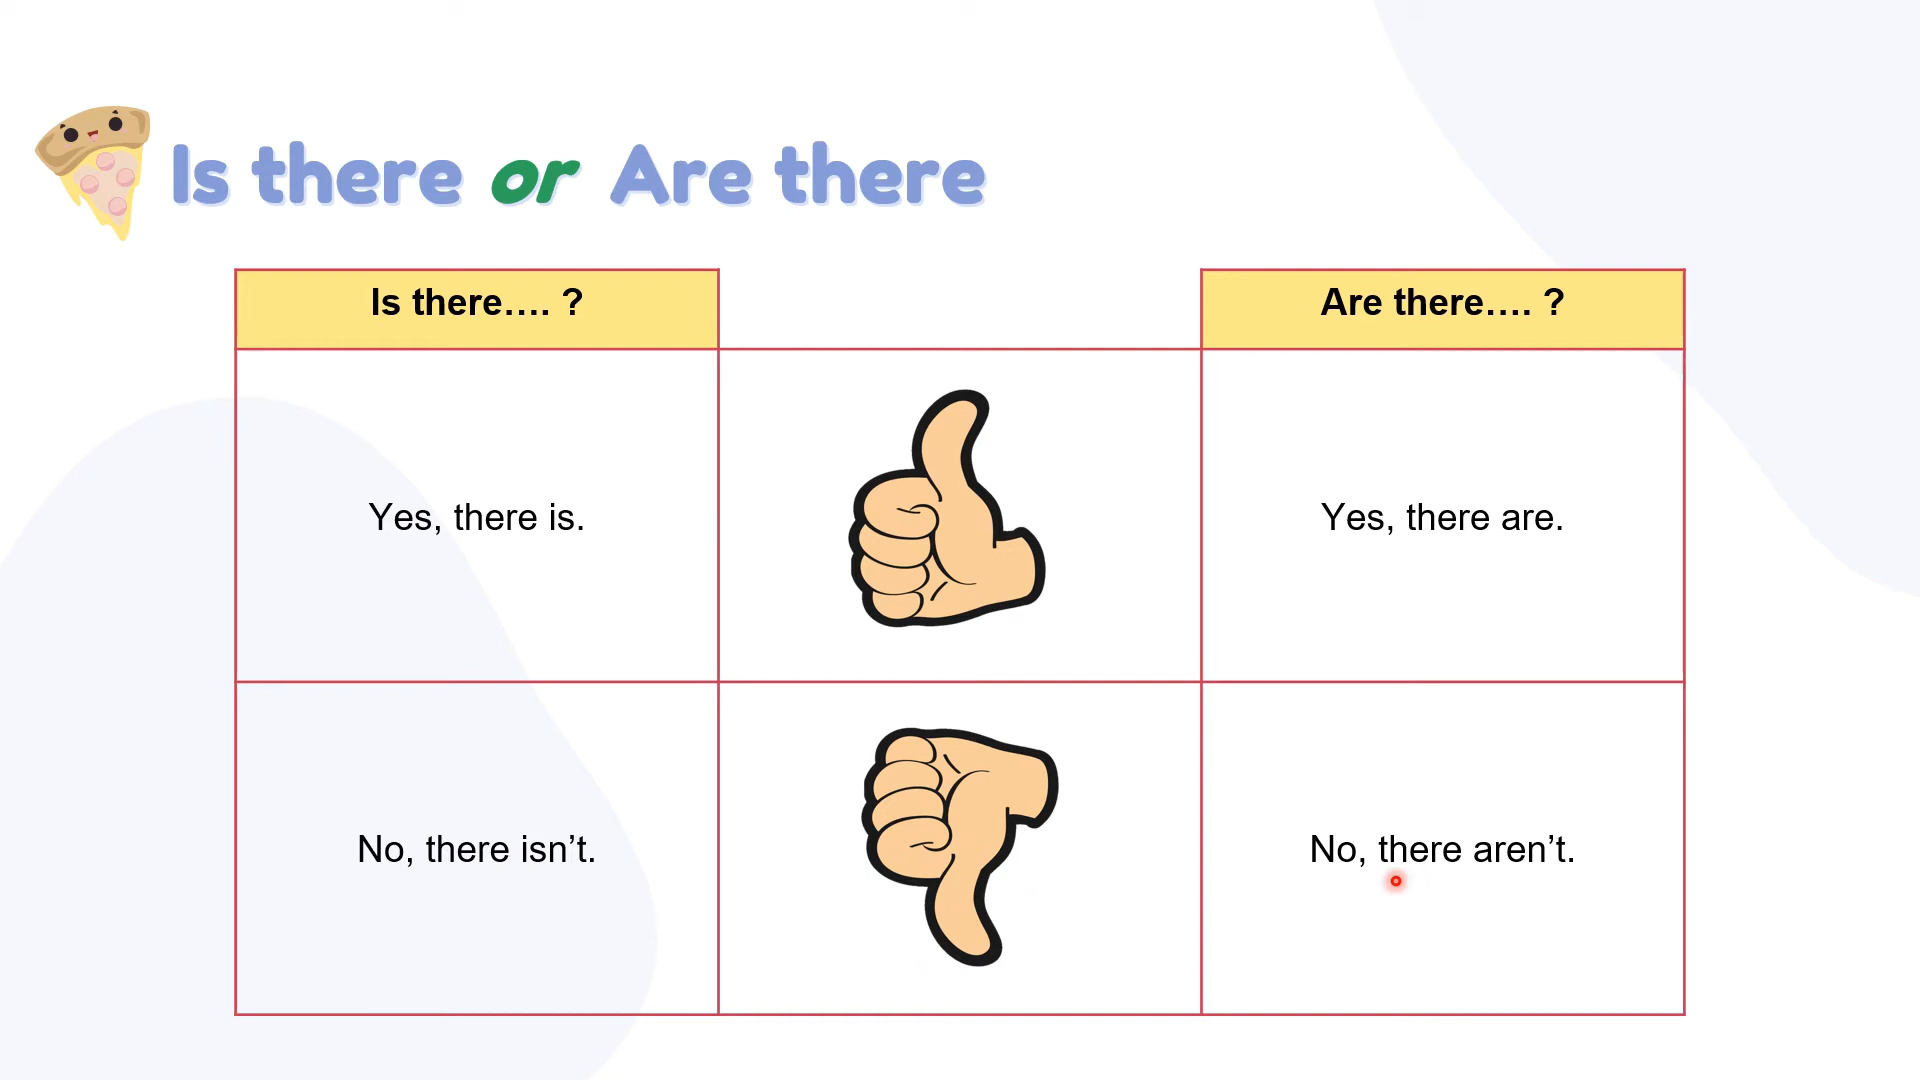 Is there or Are there
Is there…. ?
Are there…. ?
Yes, there is.
Yes, there are.
No, there isn’t.
No, there aren’t.